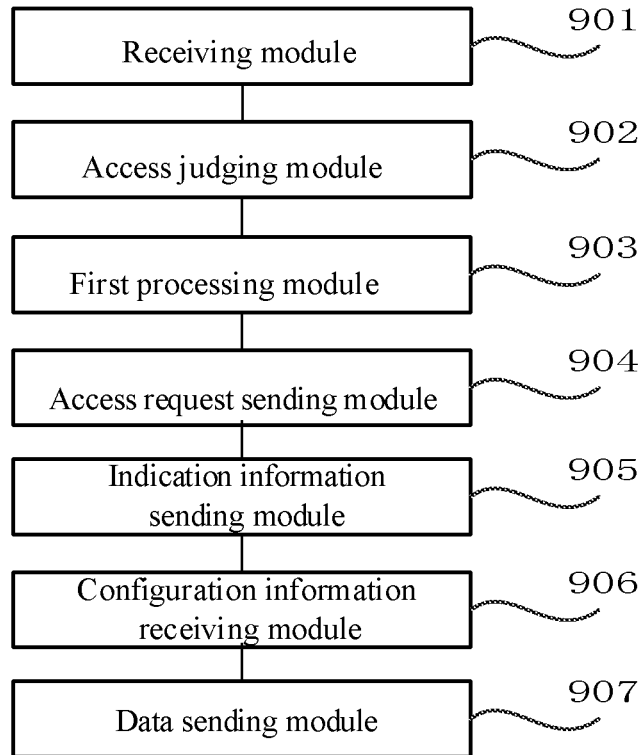 901
Receiving module
902
Access judging module
903
First processing module
904
Access request sending module
905
Indication information
sending module
906
Configuration information
receiving module
907
Data sending module